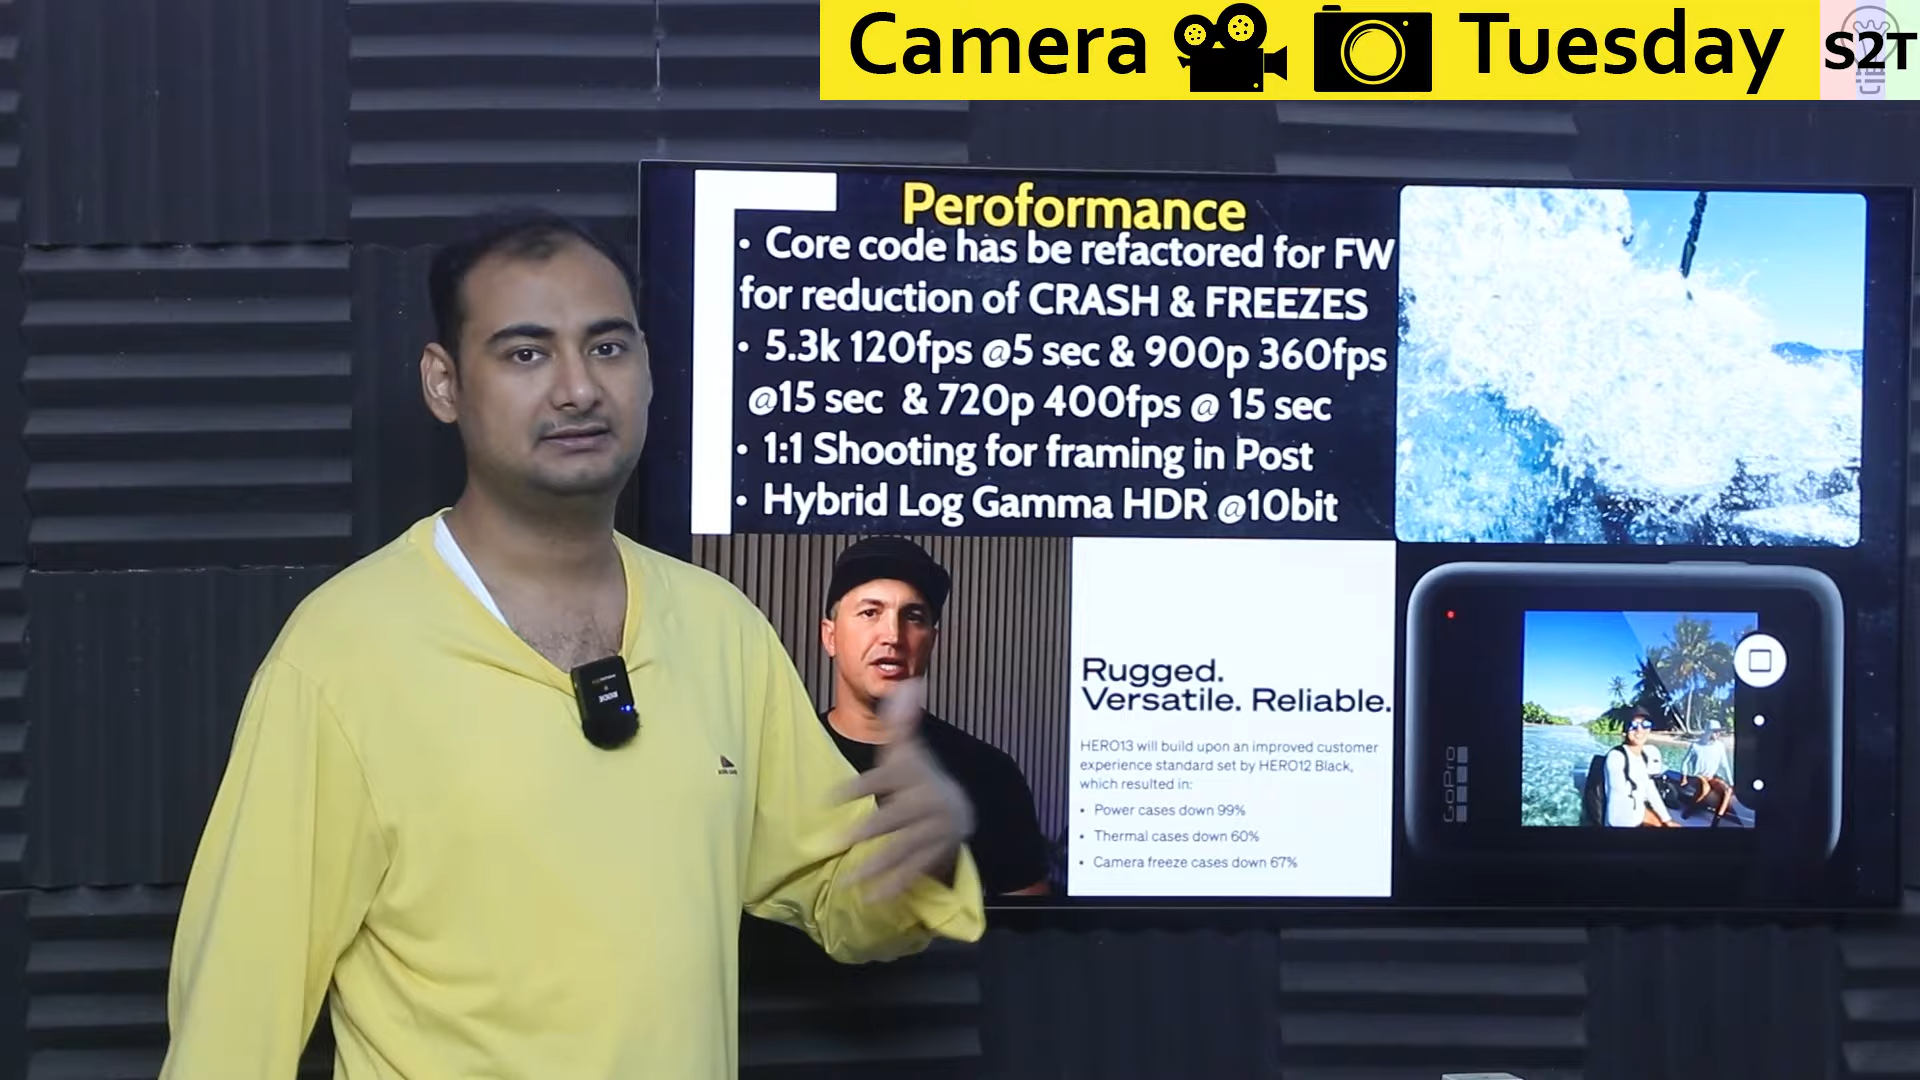 Camera Tuesday
S2T
Peroformance
• Core code has be refactored for FW
for reduction of CRASH & FREEZES
• 5.3k 120fps @5 sec & 900p 360fps
@15 sec & 720p 400fps @ 15 sec
• 1:1 Shooting for framing in Post
• Hybrid Log Gamma HDR @10bit
Rugged.
Versatile. Reliable.
HERO13 will build upon an improved customer
experience standard set by HERO12 Black,
which resulted in:
• Power cases down 99%
• Thermal cases down 60%
• Camera freeze cases down 67%
GoPro
RODE